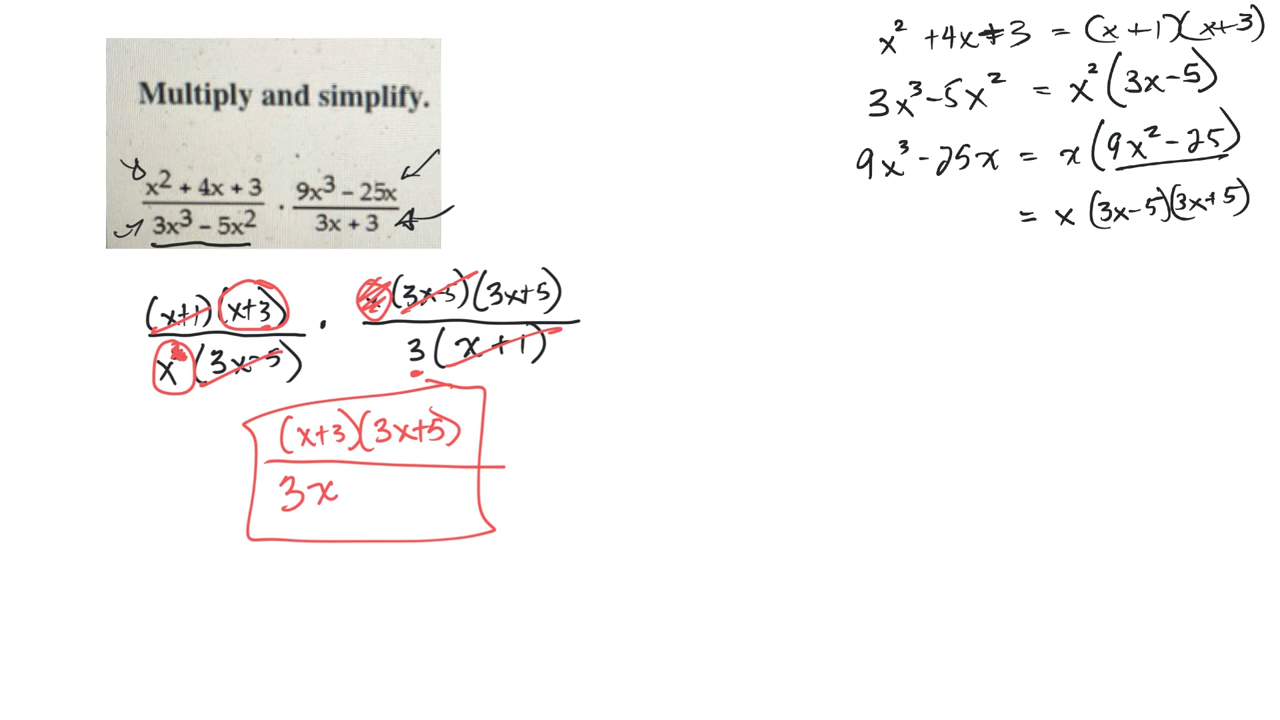 Multiply and simplify.
x² + 4x + 3 / 3x³ − 5x² · 9x³ − 25x / 3x + 3
x² + 4x + 3 = (x+1)(x+3)
3x³ − 5x² = x²(3x−5)
9x³ − 25x = x(9x² − 25)
= x(3x−5)(3x+5)
(x+1)(x+3) / x²(3x−5) · x(3x−5)(3x+5) / 3(x+1)
(x+3)(3x+5)
3x